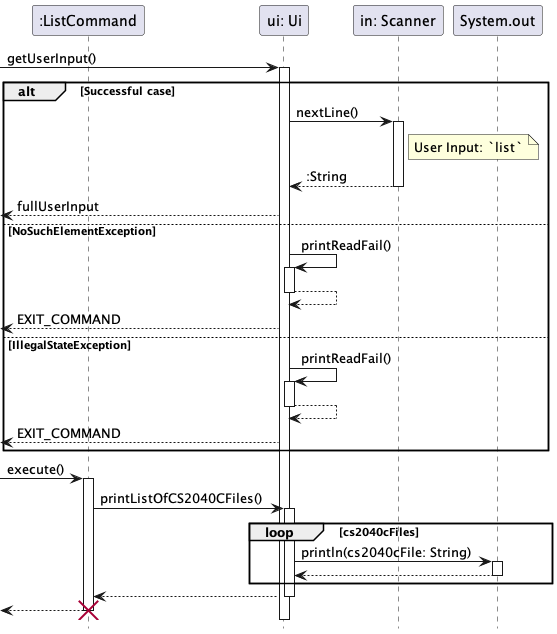 :ListCommand
ui: Ui
in: Scanner
System.out
getUserInput()
alt
[Successful case]
nextLine()
User Input: `list`
:String
fullUserInput
[NoSuchElementException]
printReadFail()
EXIT_COMMAND
[IllegalStateException]
printReadFail()
EXIT_COMMAND
execute()
printListOfCS2040CFiles()
loop
[cs2040cFiles]
println(cs2040cFile: String)